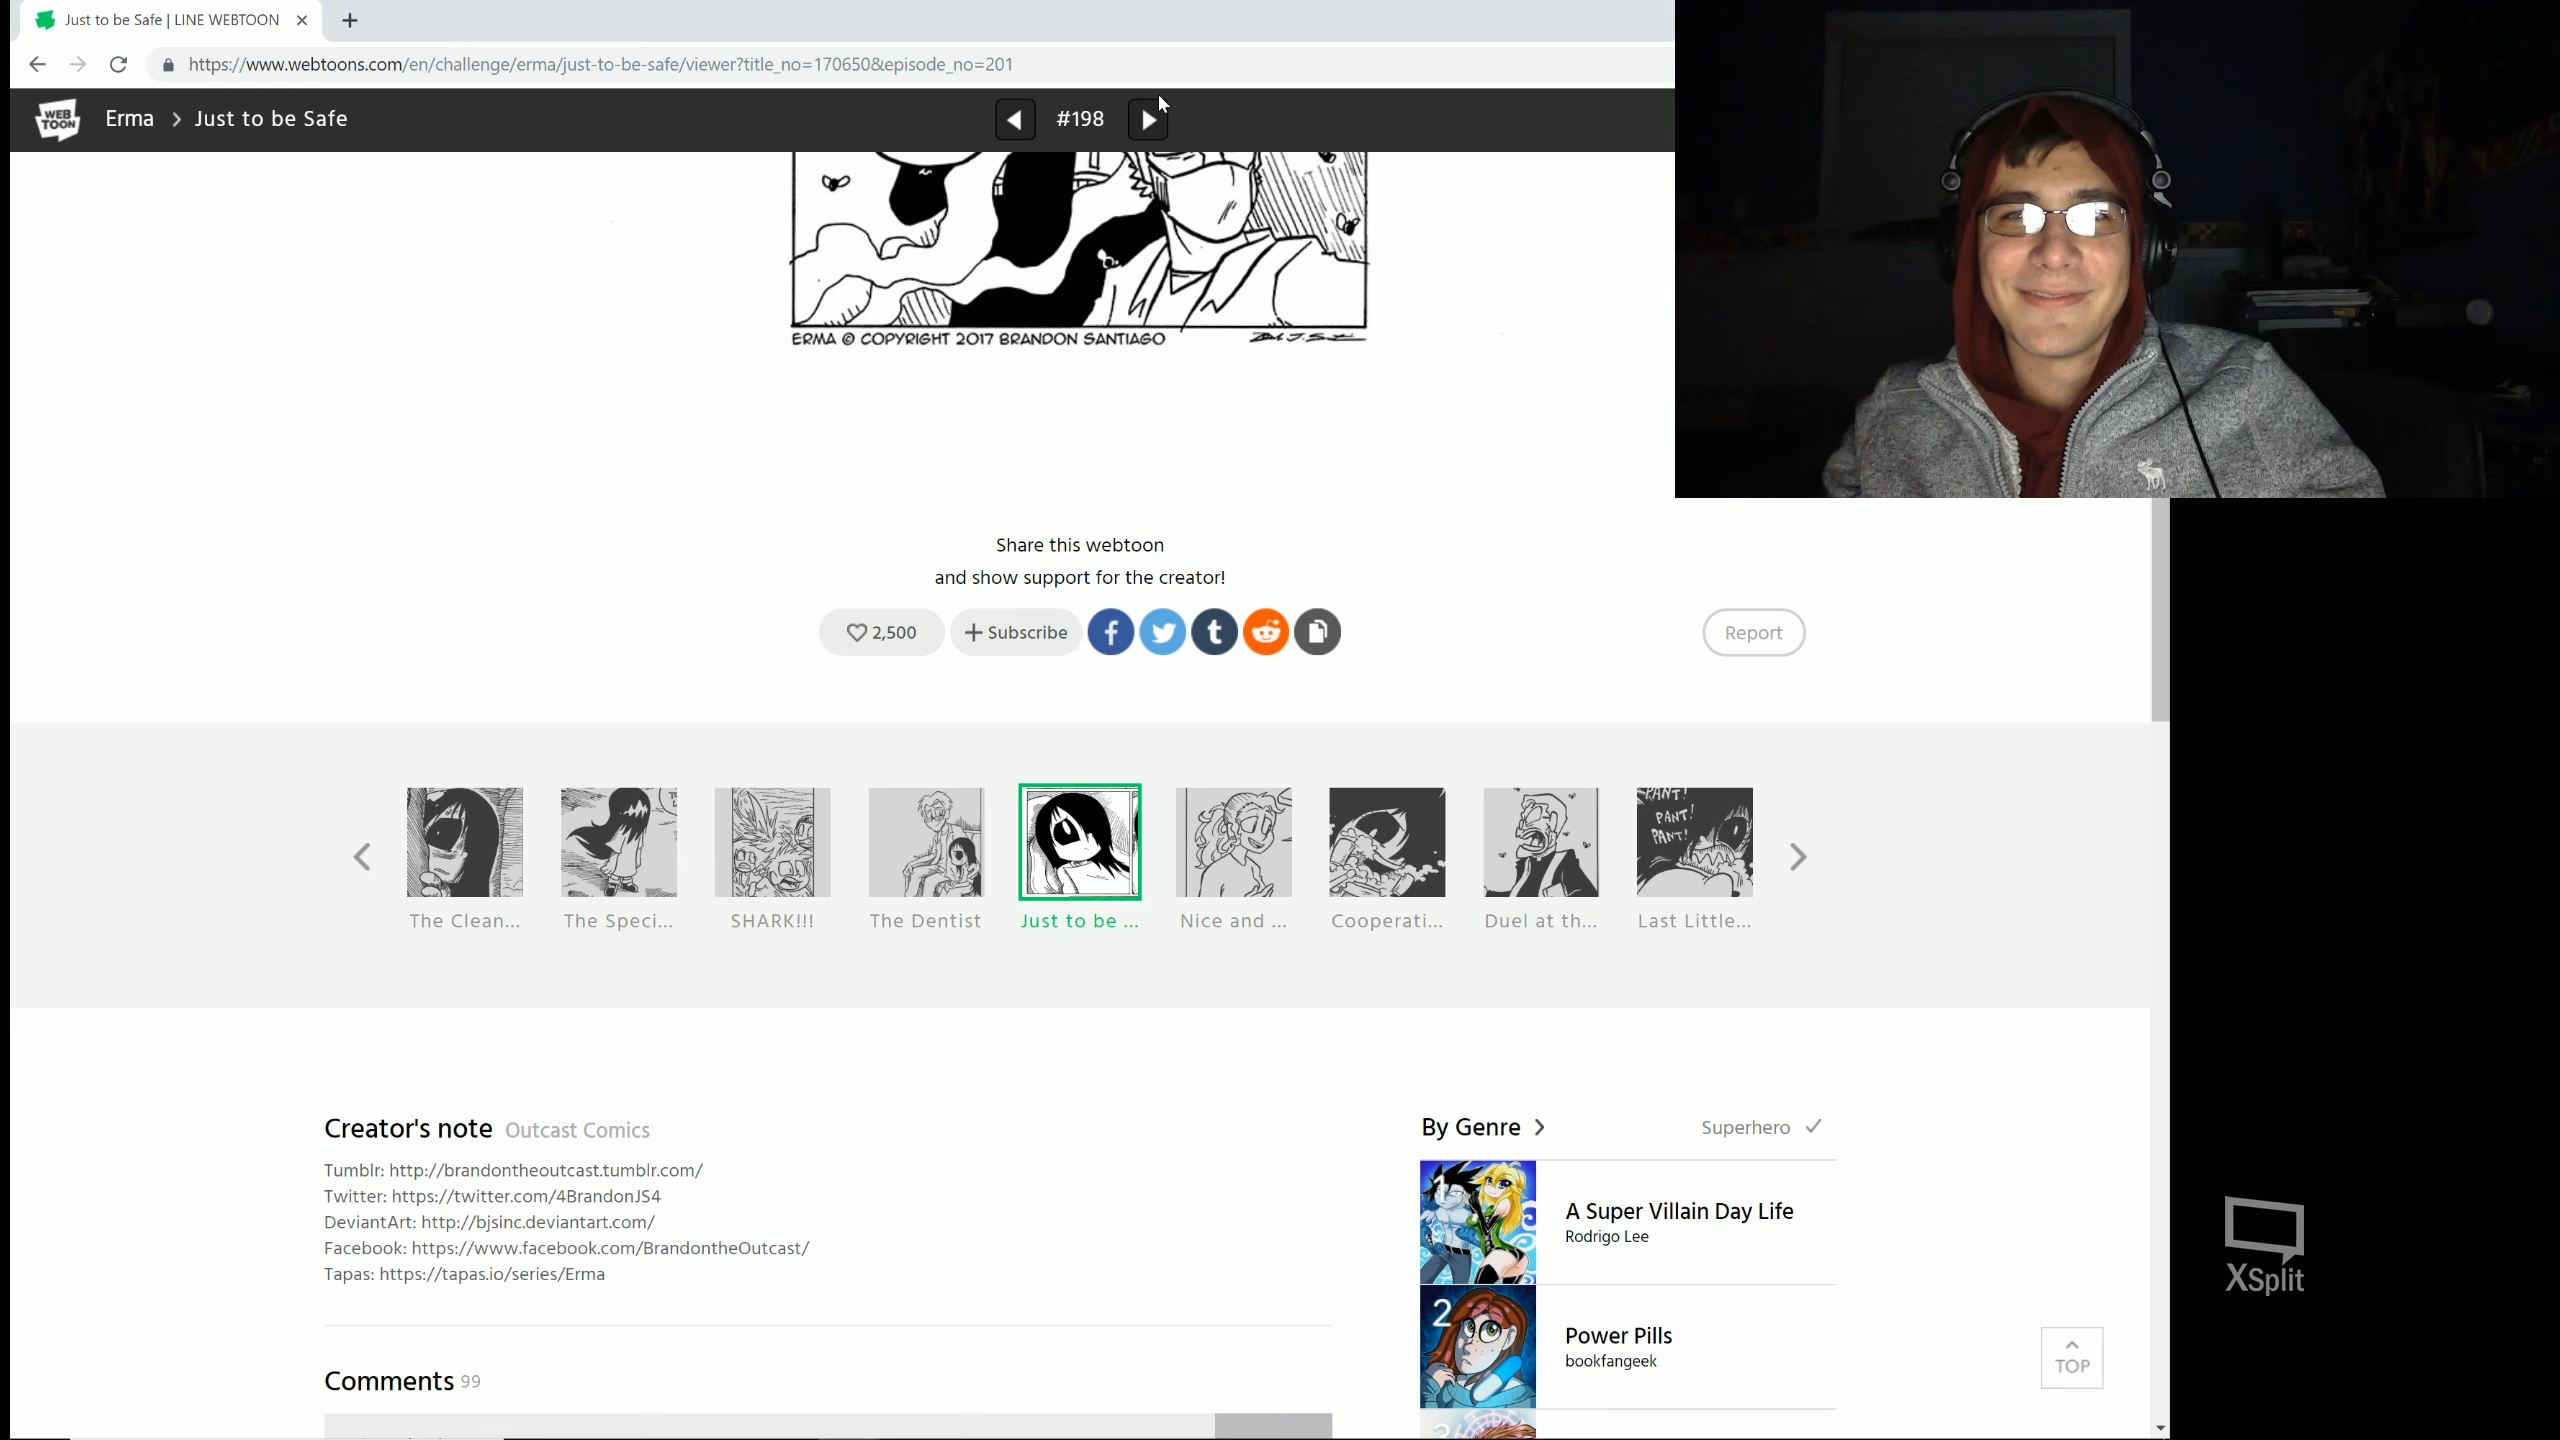 Just to be Safe | LINE WEBTOON
https://www.webtoons.com/en/challenge/erma/just-to-be-safe/viewer?title_no=170650&episode_no=201
WEB
TOON
Erma > Just to be Safe
#198
ERMA © COPYRIGHT 2017 BRANDON SANTIAGO
Share this webtoon
and show support for the creator!
2,500
+ Subscribe
Report
PANT!
PANT!
PANT!
The Clean...
The Speci...
SHARK!!!
The Dentist
Just to be ...
Nice and ...
Cooperati...
Duel at th...
Last Little...
Creator's note Outcast Comics
Tumblr: http://brandontheoutcast.tumblr.com/
Twitter: https://twitter.com/4BrandonJS4
DeviantArt: http://bjsinc.deviantart.com/
Facebook: https://www.facebook.com/BrandontheOutcast/
Tapas: https://tapas.io/series/Erma
Comments 99
By Genre >
Superhero
1
A Super Villain Day Life
Rodrigo Lee
2
Power Pills
bookfangeek
3
TOP
XSplit